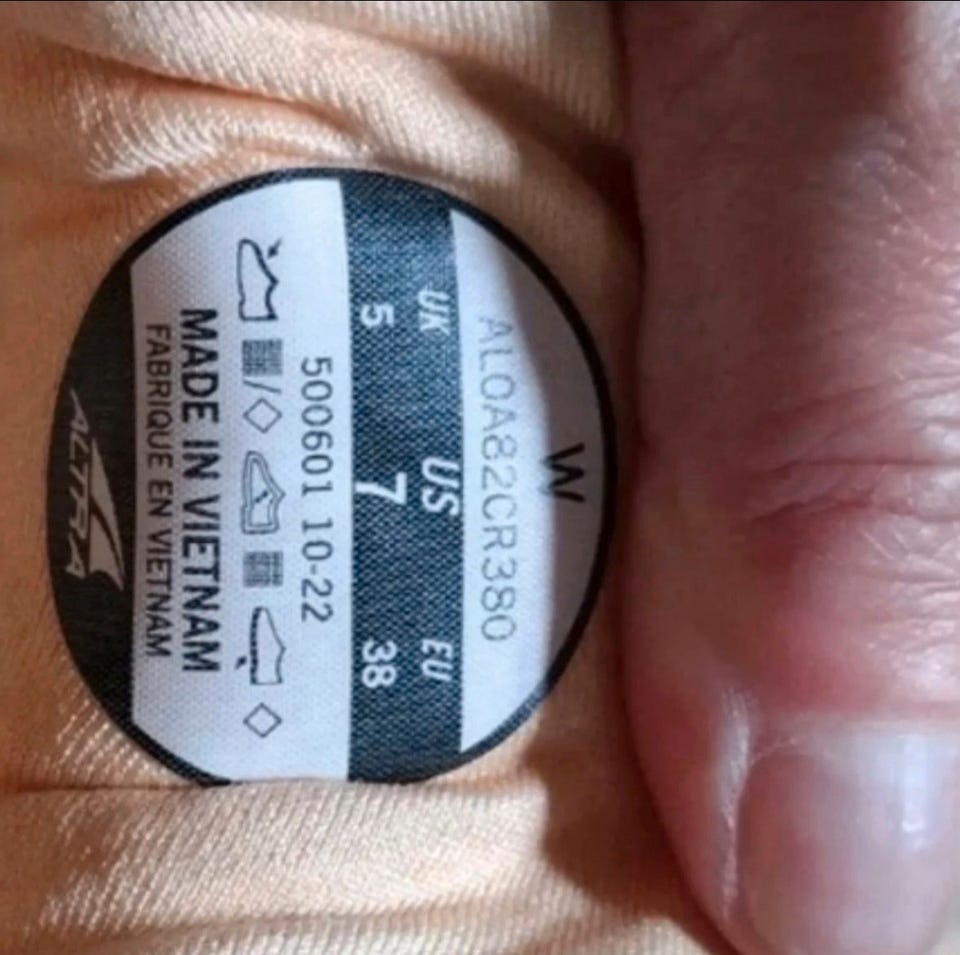 W
AL0A82CR380
UK US EU
5 7 38
500601 10-22
MADE IN VIETNAM
FABRIQUE EN VIETNAM
ALTRA